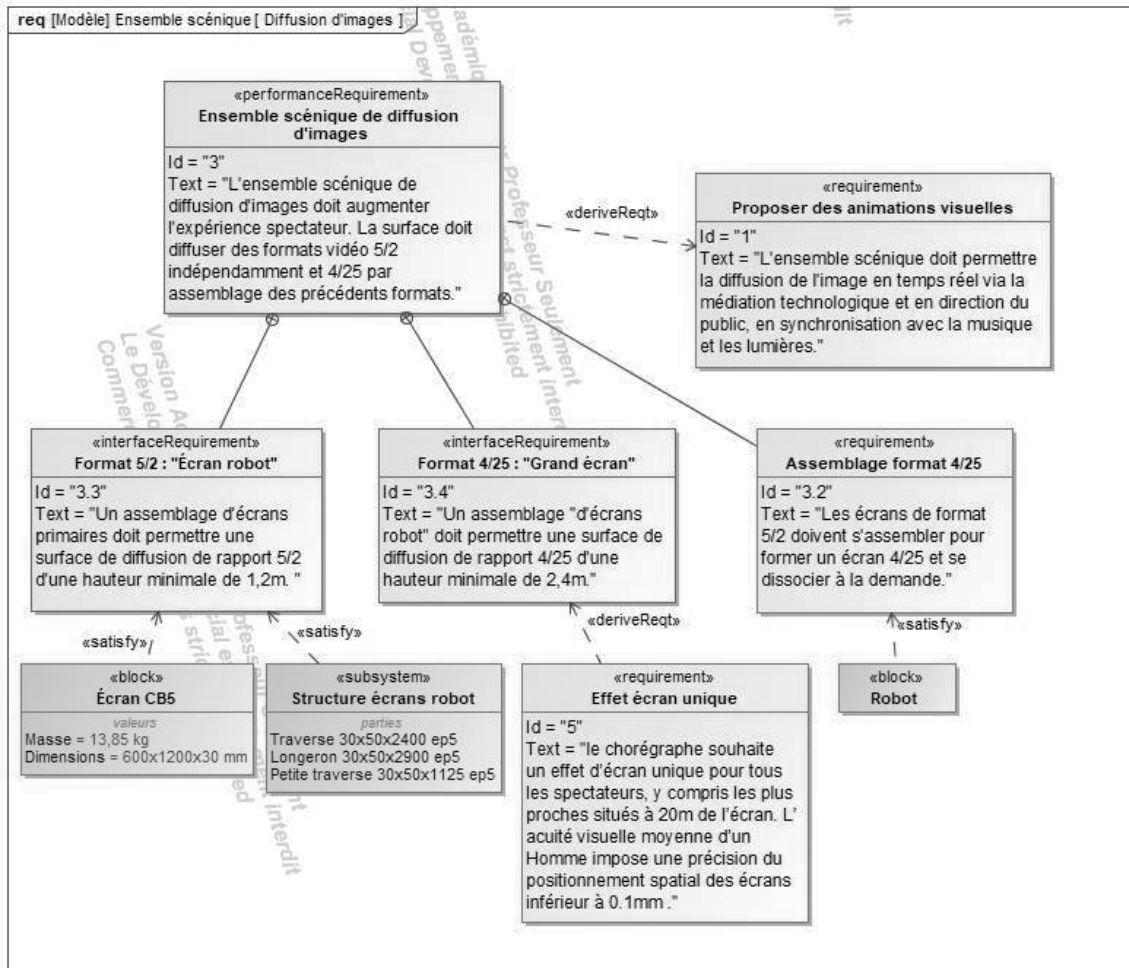 req [Modèle] Ensemble scénique [ Diffusion d'images ]
«performanceRequirement»
Ensemble scénique de diffusion
d'images
Id = "3"
Text = "L'ensemble scénique de
diffusion d'images doit augmenter
l'expérience spectateur. La surface doit
diffuser des formats vidéo 5/2
indépendamment et 4/25 par
assemblage des précédents formats."
«deriveReqt»
«requirement»
Proposer des animations visuelles
Id = "1"
Text = "L'ensemble scénique doit permettre
la diffusion de l'image en temps réel via la
médiation technologique et en direction du
public, en synchronisation avec la musique
et les lumières."
«interfaceRequirement»
Format 5/2 : "Écran robot"
Id = "3.3"
Text = "Un assemblage d'écrans
primaires doit permettre une
surface de diffusion de rapport 5/2
d'une hauteur minimale de 1,2m. "
«interfaceRequirement»
Format 4/25 : "Grand écran"
Id = "3.4"
Text = "Un assemblage "d'écrans
robot" doit permettre une surface de
diffusion de rapport 4/25 d'une
hauteur minimale de 2,4m."
«requirement»
Assemblage format 4/25
Id = "3.2"
Text = "Les écrans de format
5/2 doivent s'assembler pour
former un écran 4/25 et se
dissocier à la demande."
«satisfy»
«satisfy»
«deriveReqt»
«satisfy»
«block»
Écran CB5
valeurs
Masse = 13,85 kg
Dimensions = 600x1200x30 mm
«subsystem»
Structure écrans robot
parties
Traverse 30x50x2400 ep5
Longeron 30x50x2900 ep5
Petite traverse 30x50x1125 ep5
«requirement»
Effet écran unique
Id = "5"
Text = "le chorégraphe souhaite
un effet d'écran unique pour tous
les spectateurs, y compris les plus
proches situés à 20m de l'écran. L'
acuité visuelle moyenne d'un
Homme impose une précision du
positionnement spatial des écrans
inférieur à 0.1mm ."
«block»
Robot